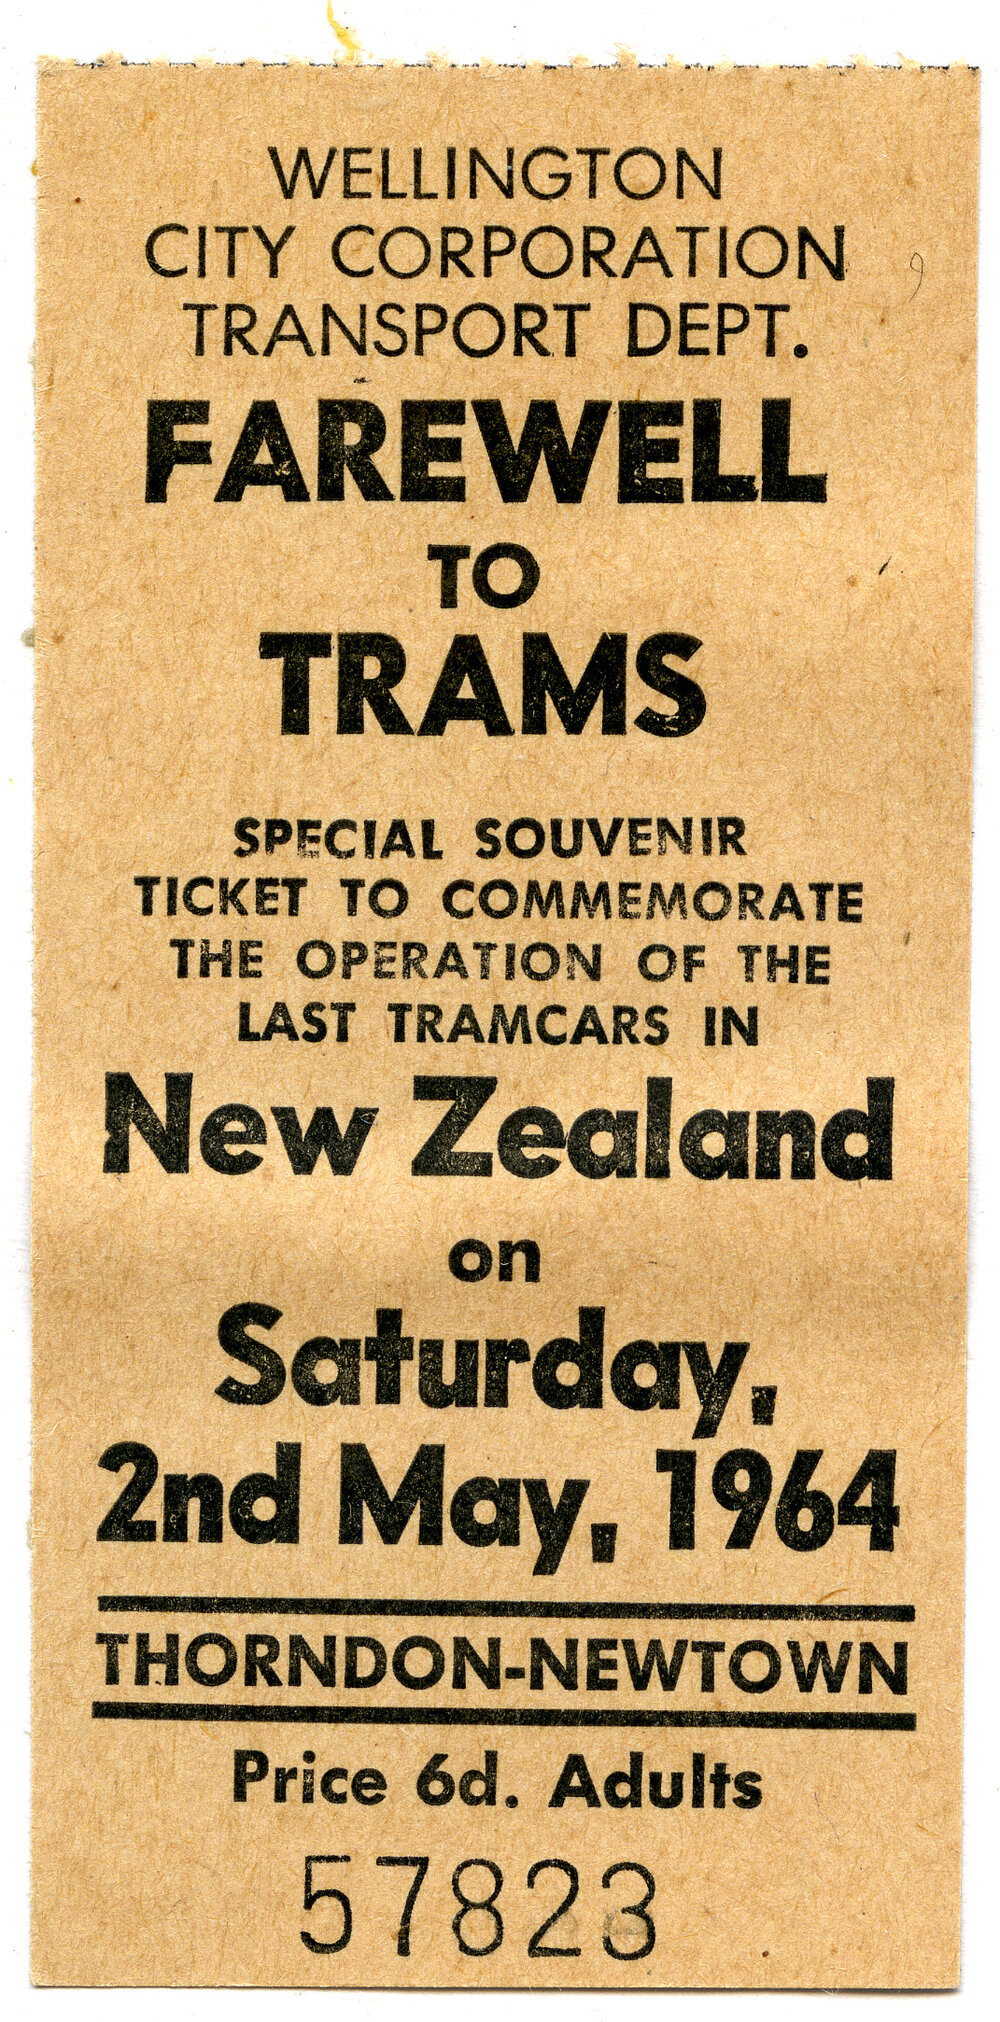 WELLINGTON
CITY CORPORATION
TRANSPORT DEPT.
FAREWELL
TO
TRAMS
SPECIAL SOUVENIR
TICKET TO COMMEMORATE
THE OPERATION OF THE
LAST TRAMCARS IN
New Zealand
on
Saturday,
2nd May, 1964
THORNDON-NEWTOWN
Price 6d. Adults
57823